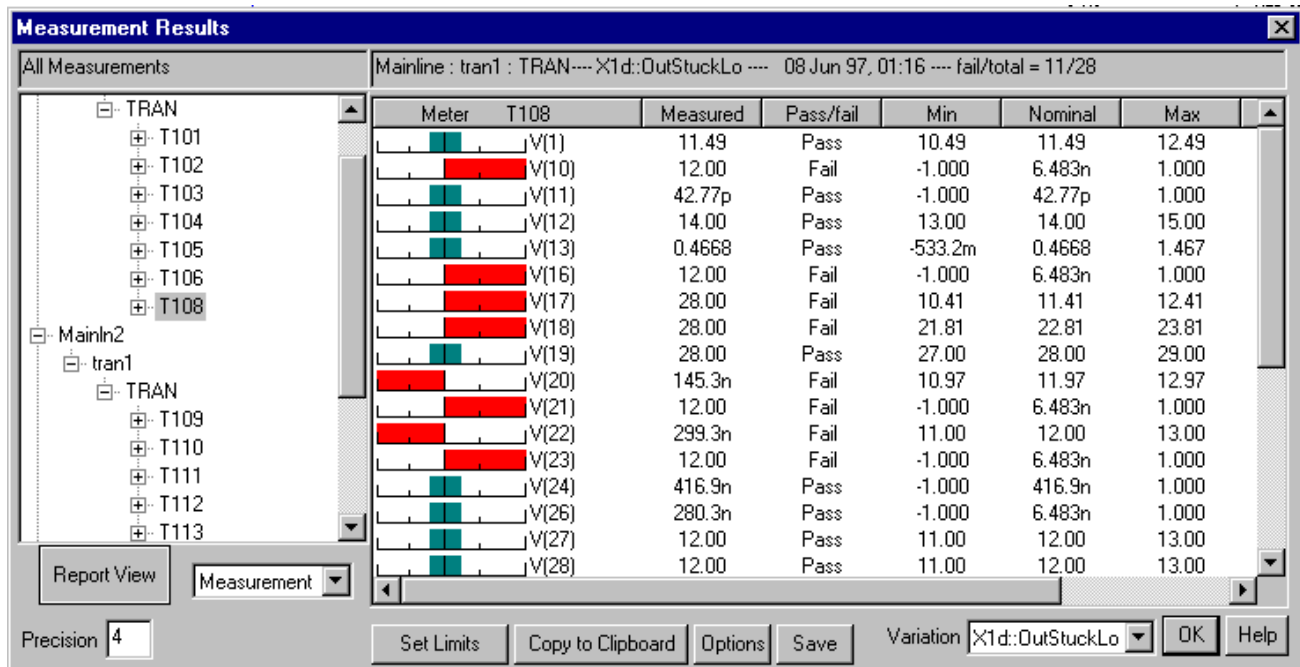 Measurement Results
All Measurements
Mainline : tran1 : TRAN---- X1d::OutStuckLo ---- 08 Jun 97, 01:16 ---- fail/total = 11/28
TRAN
T101
T102
T103
T104
T105
T106
T108
MainIn2
tran1
TRAN
T109
T110
T111
T112
T113
Meter T108 Measured Pass/fail Min Nominal Max
V(1) 11.49 Pass 10.49 11.49 12.49
V(10) 12.00 Fail -1.000 6.483n 1.000
V(11) 42.77p Pass -1.000 42.77p 1.000
V(12) 14.00 Pass 13.00 14.00 15.00
V(13) 0.4668 Pass -533.2m 0.4668 1.467
V(16) 12.00 Fail -1.000 6.483n 1.000
V(17) 28.00 Fail 10.41 11.41 12.41
V(18) 28.00 Fail 21.81 22.81 23.81
V(19) 28.00 Pass 27.00 28.00 29.00
V(20) 145.3n Fail 10.97 11.97 12.97
V(21) 12.00 Fail -1.000 6.483n 1.000
V(22) 299.3n Fail 11.00 12.00 13.00
V(23) 12.00 Fail -1.000 6.483n 1.000
V(24) 416.9n Pass -1.000 416.9n 1.000
V(26) 280.3n Pass -1.000 6.483n 1.000
V(27) 12.00 Pass 11.00 12.00 13.00
V(28) 12.00 Pass 11.00 12.00 13.00
Report View
Measurement
Precision 4
Set Limits Copy to Clipboard Options Save Variation X1d::OutStuckLo OK Help